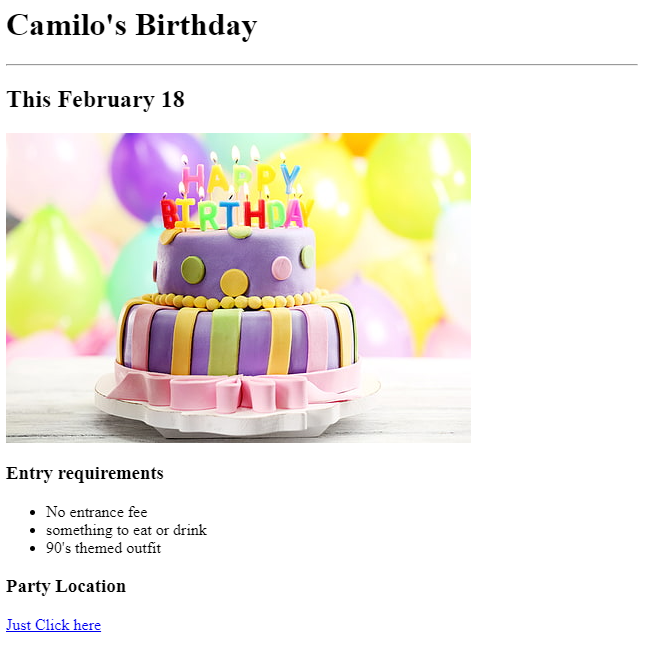 Camilo's Birthday
This February 18
HAPPY
BIRTHDAY
Entry requirements
No entrance fee
something to eat or drink
90's themed outfit
Party Location
Just Click here